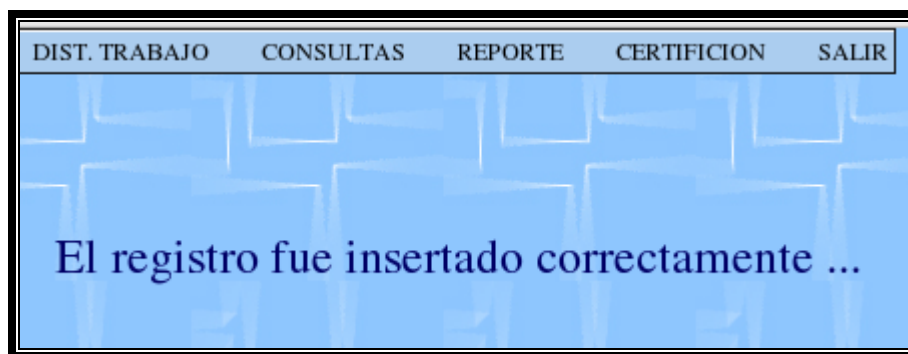 DIST. TRABAJO CONSULTAS REPORTE CERTIFICION SALIR
El registro fue insertado correctamente ...